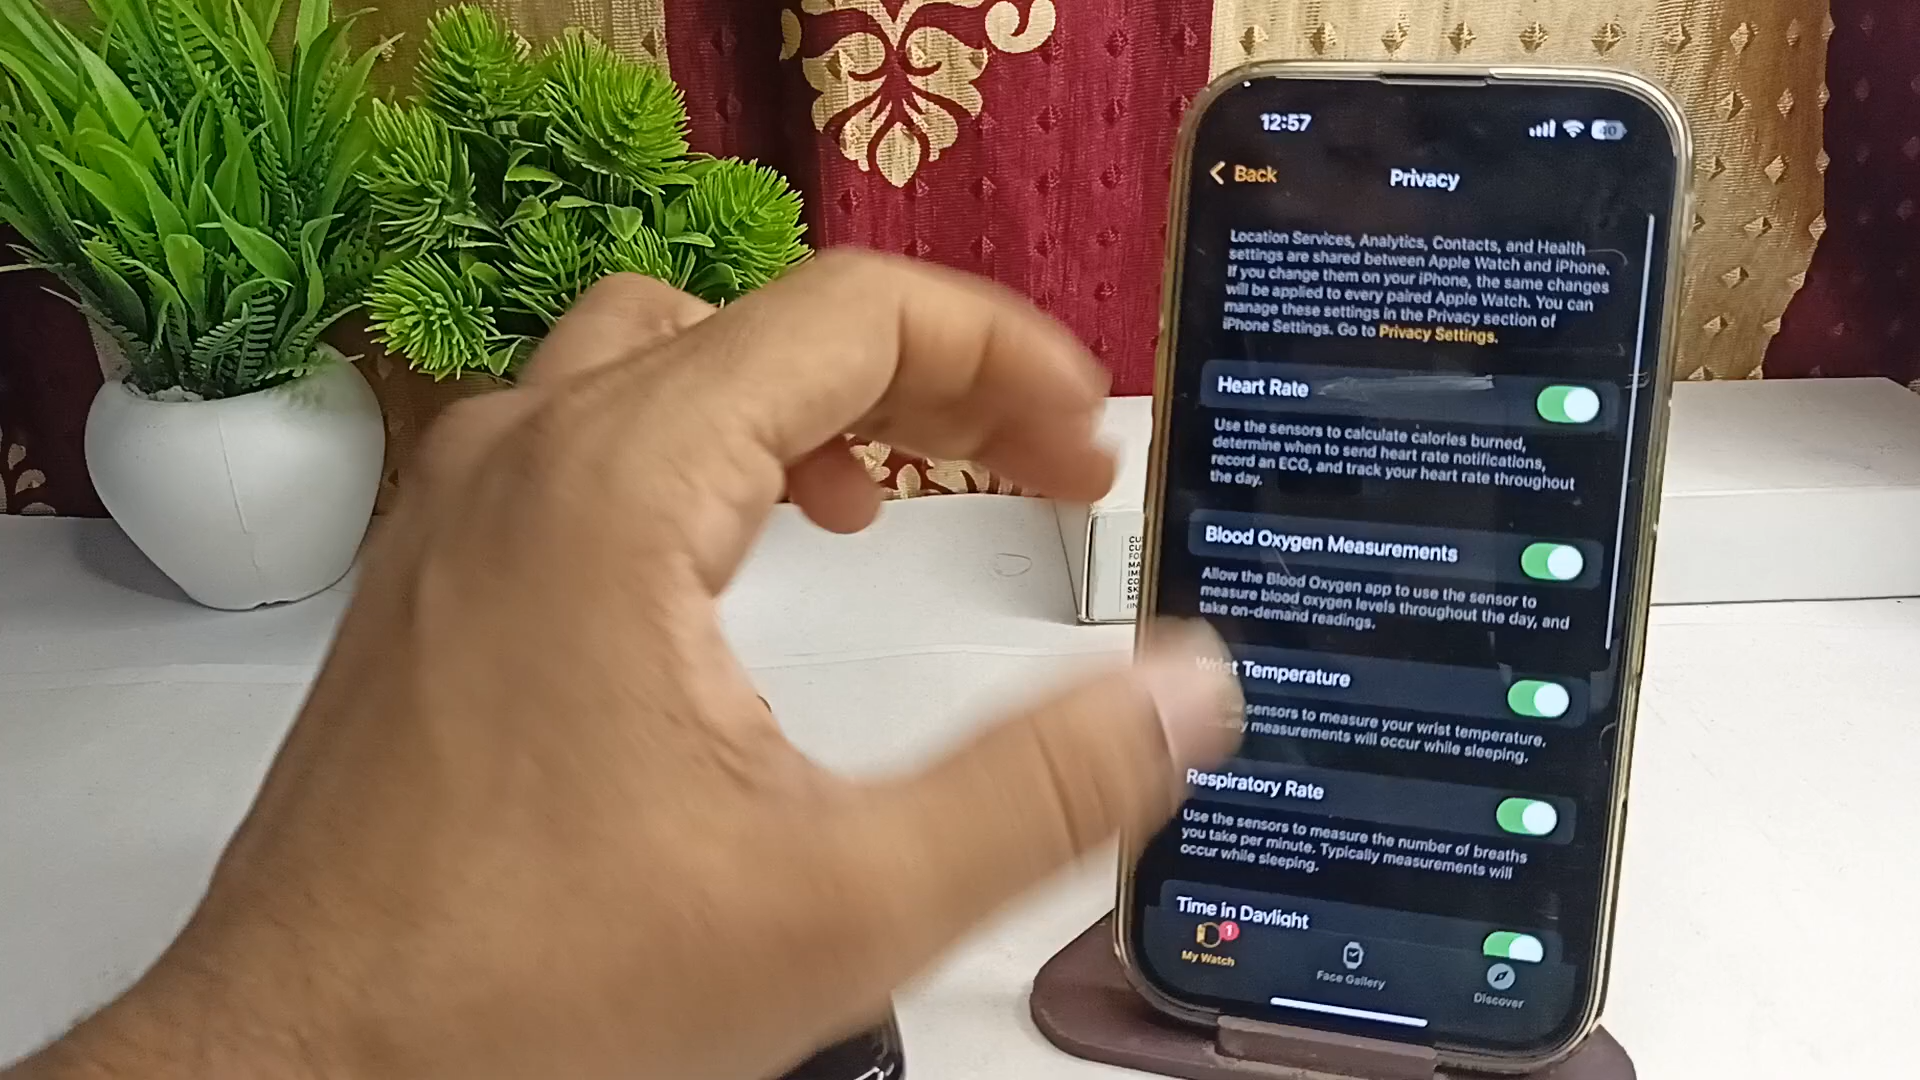 12:57
40
Back
Privacy
Location Services, Analytics, Contacts, and Health
settings are shared between Apple Watch and iPhone.
If you change them on your iPhone, the same changes
will be applied to every paired Apple Watch. You can
manage these settings in the Privacy section of
iPhone Settings. Go to Privacy Settings.
Heart Rate
Use the sensors to calculate calories burned,
determine when to send heart rate notifications,
record an ECG, and track your heart rate throughout
the day.
Blood Oxygen Measurements
Allow the Blood Oxygen app to use the sensor to
measure blood oxygen levels throughout the day, and
take on-demand readings.
Wrist Temperature
sensors to measure your wrist temperature.
measurements will occur while sleeping.
Respiratory Rate
Use the sensors to measure the number of breaths
you take per minute. Typically measurements will
occur while sleeping.
Time in Daylight
1
My Watch
Face Gallery
Discover